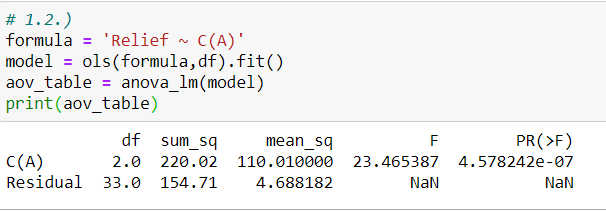 # 1.2.)
formula = 'Relief ~ C(A)'
model = ols(formula,df).fit()
aov_table = anova_lm(model)
print(aov_table)
df sum_sq mean_sq F PR(>F)
C(A) 2.0 220.02 110.010000 23.465387 4.578242e-07
Residual 33.0 154.71 4.688182 NaN NaN